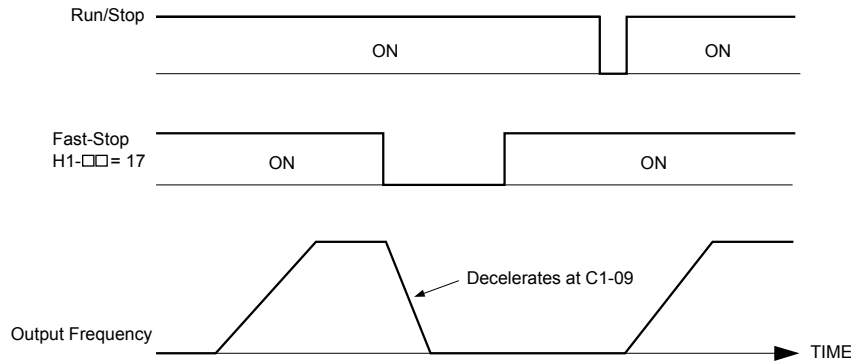 Run/Stop
ON
ON
Fast-Stop
H1-□□= 17
ON
ON
Decelerates at C1-09
Output Frequency
TIME